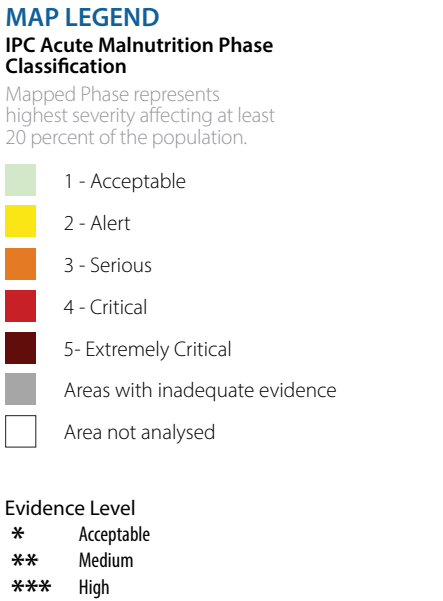 MAP LEGEND
IPC Acute Malnutrition Phase
Classification
Mapped Phase represents
highest severity affecting at least
20 percent of the population.
1 - Acceptable
2 - Alert
3 - Serious
4 - Critical
5- Extremely Critical
Areas with inadequate evidence
Area not analysed
Evidence Level
* Acceptable
** Medium
*** High